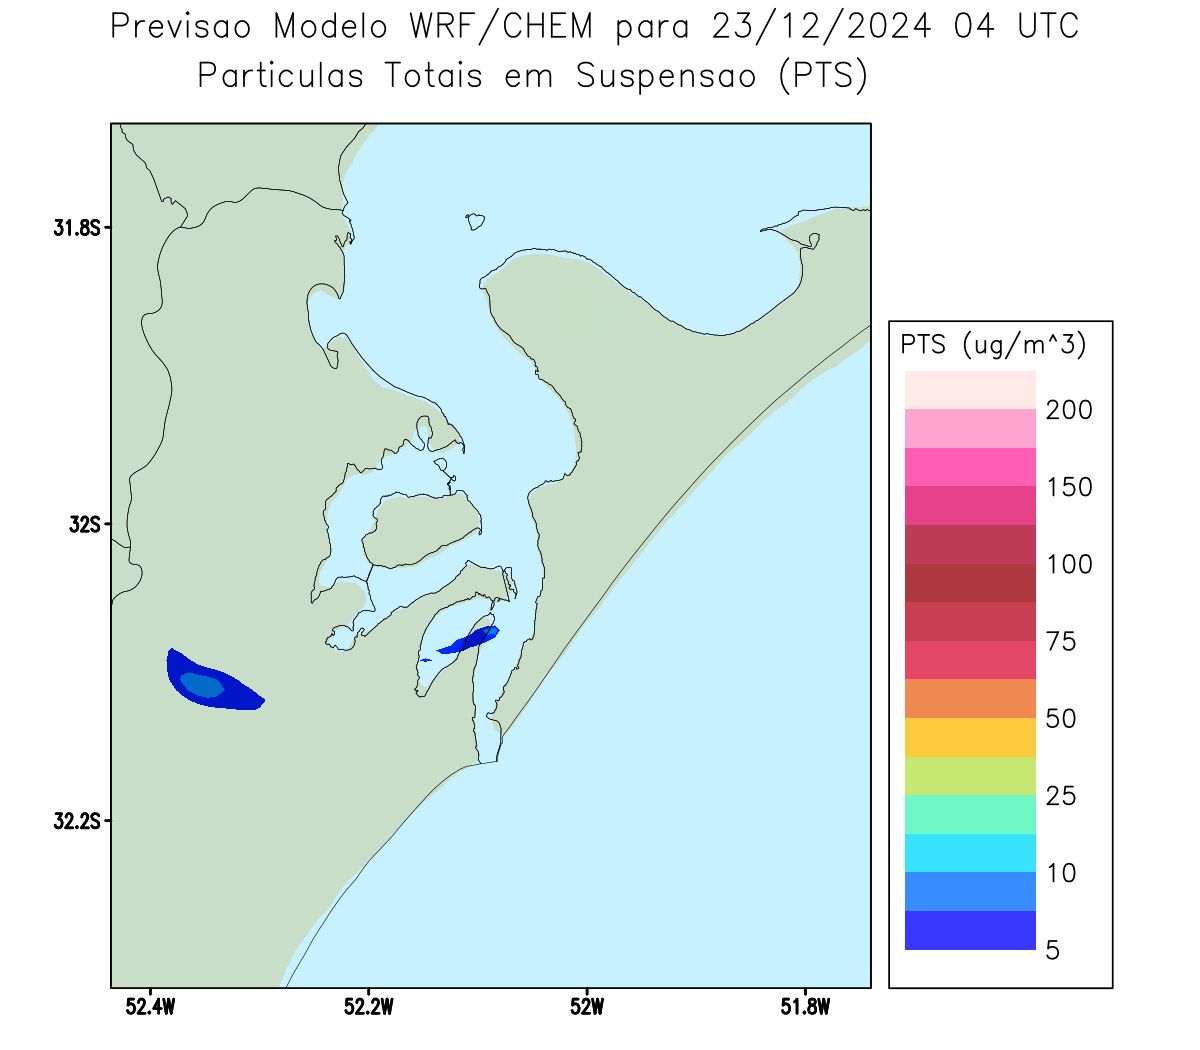 Previsao Modelo WRF/CHEM para 23/12/2024 04 UTC
Particulas Totais em Suspensao (PTS)
31.8S
32S
32.2S
52.4W
52.2W
52W
51.8W
PTS (ug/m^3)
200
150
100
75
50
25
10
5